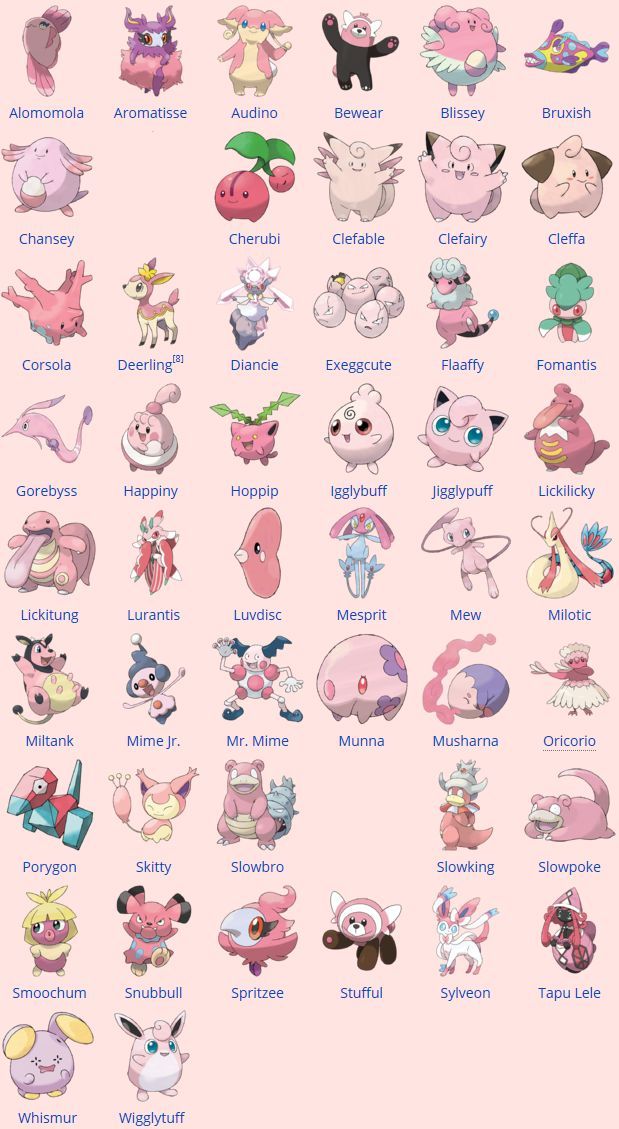 Alomomola Aromatisse Audino Bewear Blissey Bruxish
Chansey Cherubi Clefable Clefairy Cleffa
Corsola Deerling[8] Diancie Exeggcute Flaaffy Fomantis
Gorebyss Happiny Hoppip Igglybuff Jigglypuff Lickilicky
Lickitung Lurantis Luvdisc Mesprit Mew Milotic
Miltank Mime Jr. Mr. Mime Munna Musharna Oricorio
Porygon Skitty Slowbro Slowking Slowpoke
Smoochum Snubbull Spritzee Stufful Sylveon Tapu Lele
Whismur Wigglytuff